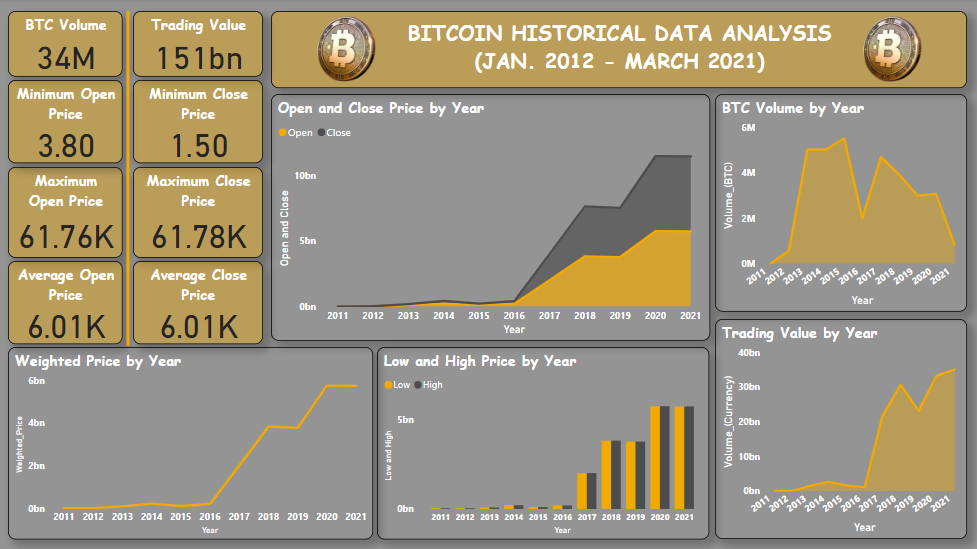 BTC Volume
34M
Trading Value
151bn
Minimum Open
Price
3.80
Minimum Close
Price
1.50
Maximum
Open Price
61.76K
Maximum Close
Price
61.78K
Average Open
Price
6.01K
Average Close
Price
6.01K
BITCOIN HISTORICAL DATA ANALYSIS
(JAN. 2012 - MARCH 2021)
Open and Close Price by Year
Open Close
Open and Close
10bn
5bn
0bn
2011 2012 2013 2014 2015 2016 2017 2018 2019 2020 2021
Year
BTC Volume by Year
Volume_(BTC)
6M
4M
2M
0M
2011 2012 2013 2014 2015 2016 2017 2018 2019 2020 2021
Year
Weighted Price by Year
Weighted_Price
6bn
4bn
2bn
0bn
2011 2012 2013 2014 2015 2016 2017 2018 2019 2020 2021
Year
Low and High Price by Year
Low High
Low and High
5bn
0bn
2011 2012 2013 2014 2015 2016 2017 2018 2019 2020 2021
Year
Trading Value by Year
Volume_(Currency)
40bn
30bn
20bn
10bn
0bn
2011 2012 2013 2014 2015 2016 2017 2018 2019 2020 2021
Year